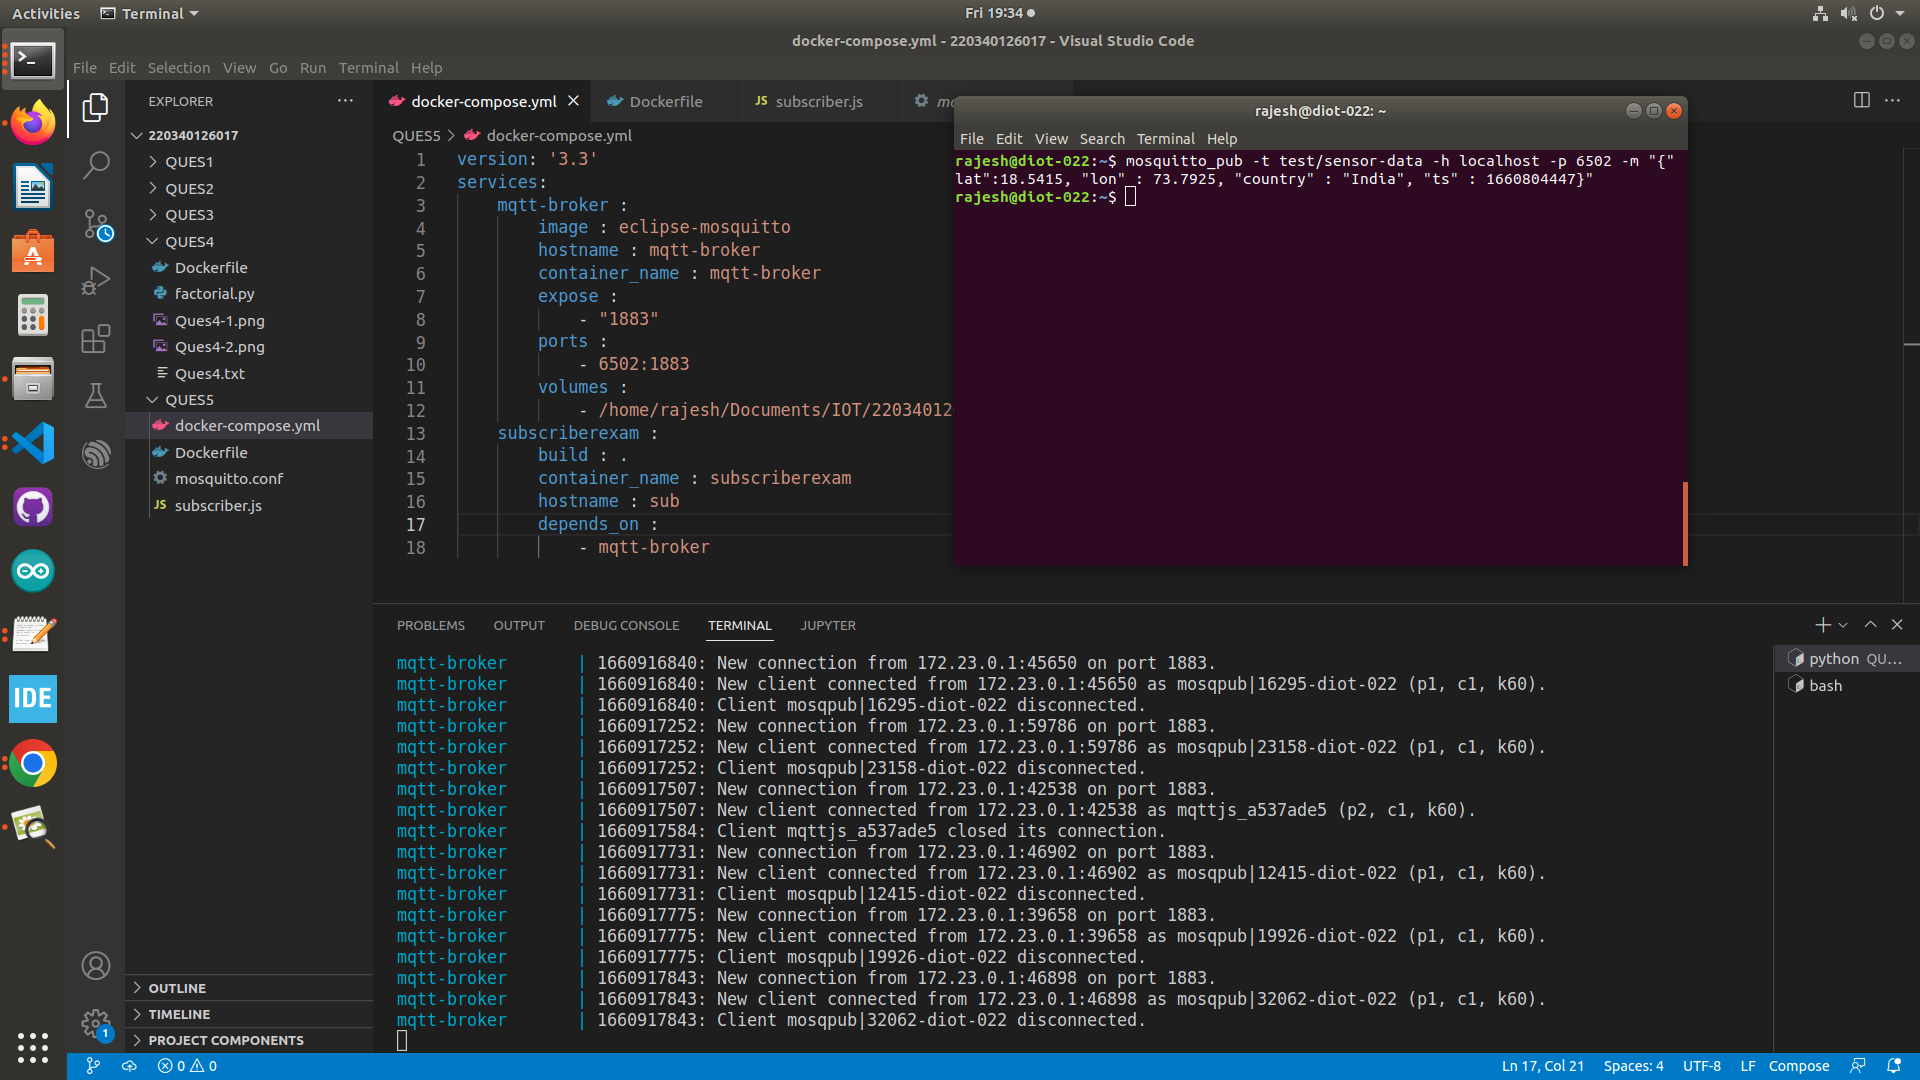 Activities
Terminal
Fri 19:34
docker-compose.yml - 220340126017 - Visual Studio Code
File Edit Selection View Go Run Terminal Help
EXPLORER
220340126017
QUES1
QUES2
QUES3
QUES4
Dockerfile
factorial.py
Ques4-1.png
Ques4-2.png
Ques4.txt
QUES5
docker-compose.yml
Dockerfile
mosquitto.conf
JS subscriber.js
OUTLINE
TIMELINE
PROJECT COMPONENTS
IDE
1
docker-compose.yml
Dockerfile
JS subscriber.js
QUES5 > docker-compose.yml
1 version: '3.3'
2 services:
3 mqtt-broker :
4 image : eclipse-mosquitto
5 hostname : mqtt-broker
6 container_name : mqtt-broker
7 expose :
8 - "1883"
9 ports :
10 - 6502:1883
11 volumes :
12 - /home/rajesh/Documents/IOT/22034012
13 subscriberexam :
14 build : .
15 container_name : subscriberexam
16 hostname : sub
17 depends_on :
18 - mqtt-broker
rajesh@diot-022: ~
File Edit View Search Terminal Help
rajesh@diot-022:~$ mosquitto_pub -t test/sensor-data -h localhost -p 6502 -m "{"
lat":18.5415, "lon" : 73.7925, "country" : "India", "ts" : 1660804447}"
rajesh@diot-022:~$
PROBLEMS OUTPUT DEBUG CONSOLE TERMINAL JUPYTER
mqtt-broker | 1660916840: New connection from 172.23.0.1:45650 on port 1883.
mqtt-broker | 1660916840: New client connected from 172.23.0.1:45650 as mosqpub|16295-diot-022 (p1, c1, k60).
mqtt-broker | 1660916840: Client mosqpub|16295-diot-022 disconnected.
mqtt-broker | 1660917252: New connection from 172.23.0.1:59786 on port 1883.
mqtt-broker | 1660917252: New client connected from 172.23.0.1:59786 as mosqpub|23158-diot-022 (p1, c1, k60).
mqtt-broker | 1660917252: Client mosqpub|23158-diot-022 disconnected.
mqtt-broker | 1660917507: New connection from 172.23.0.1:42538 on port 1883.
mqtt-broker | 1660917507: New client connected from 172.23.0.1:42538 as mqttjs_a537ade5 (p2, c1, k60).
mqtt-broker | 1660917584: Client mqttjs_a537ade5 closed its connection.
mqtt-broker | 1660917731: New connection from 172.23.0.1:46902 on port 1883.
mqtt-broker | 1660917731: New client connected from 172.23.0.1:46902 as mosqpub|12415-diot-022 (p1, c1, k60).
mqtt-broker | 1660917731: Client mosqpub|12415-diot-022 disconnected.
mqtt-broker | 1660917775: New connection from 172.23.0.1:39658 on port 1883.
mqtt-broker | 1660917775: New client connected from 172.23.0.1:39658 as mosqpub|19926-diot-022 (p1, c1, k60).
mqtt-broker | 1660917775: Client mosqpub|19926-diot-022 disconnected.
mqtt-broker | 1660917843: New connection from 172.23.0.1:46898 on port 1883.
mqtt-broker | 1660917843: New client connected from 172.23.0.1:46898 as mosqpub|32062-diot-022 (p1, c1, k60).
mqtt-broker | 1660917843: Client mosqpub|32062-diot-022 disconnected.
python QU...
bash
0 0
Ln 17, Col 21 Spaces: 4 UTF-8 LF Compose